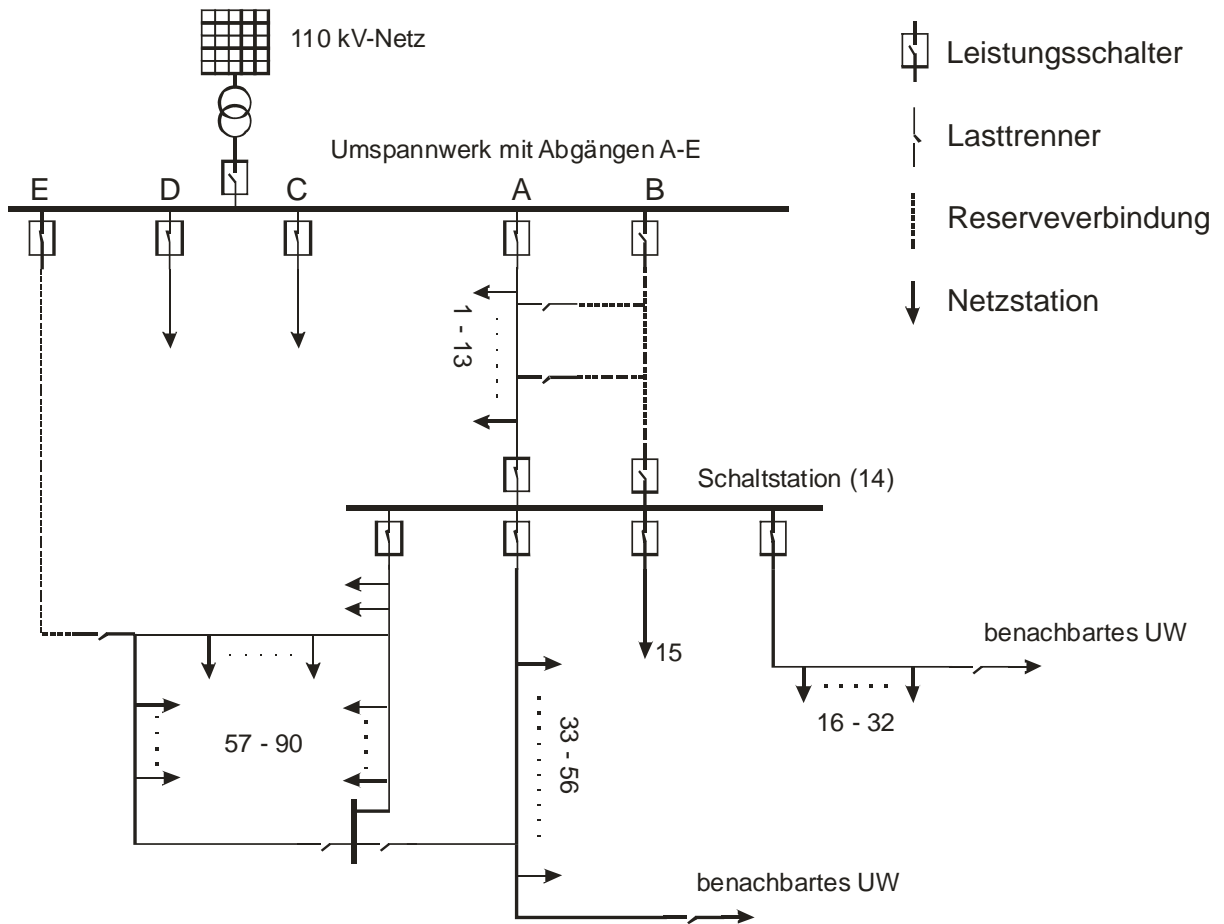 110 kV-Netz
Leistungsschalter
Lasttrenner
Reserveverbindung
Netzstation
Umspannwerk mit Abgängen A-E
E
D
C
A
B
1 - 13
Schaltstation (14)
15
benachbartes UW
16 - 32
33 - 56
57 - 90
benachbartes UW